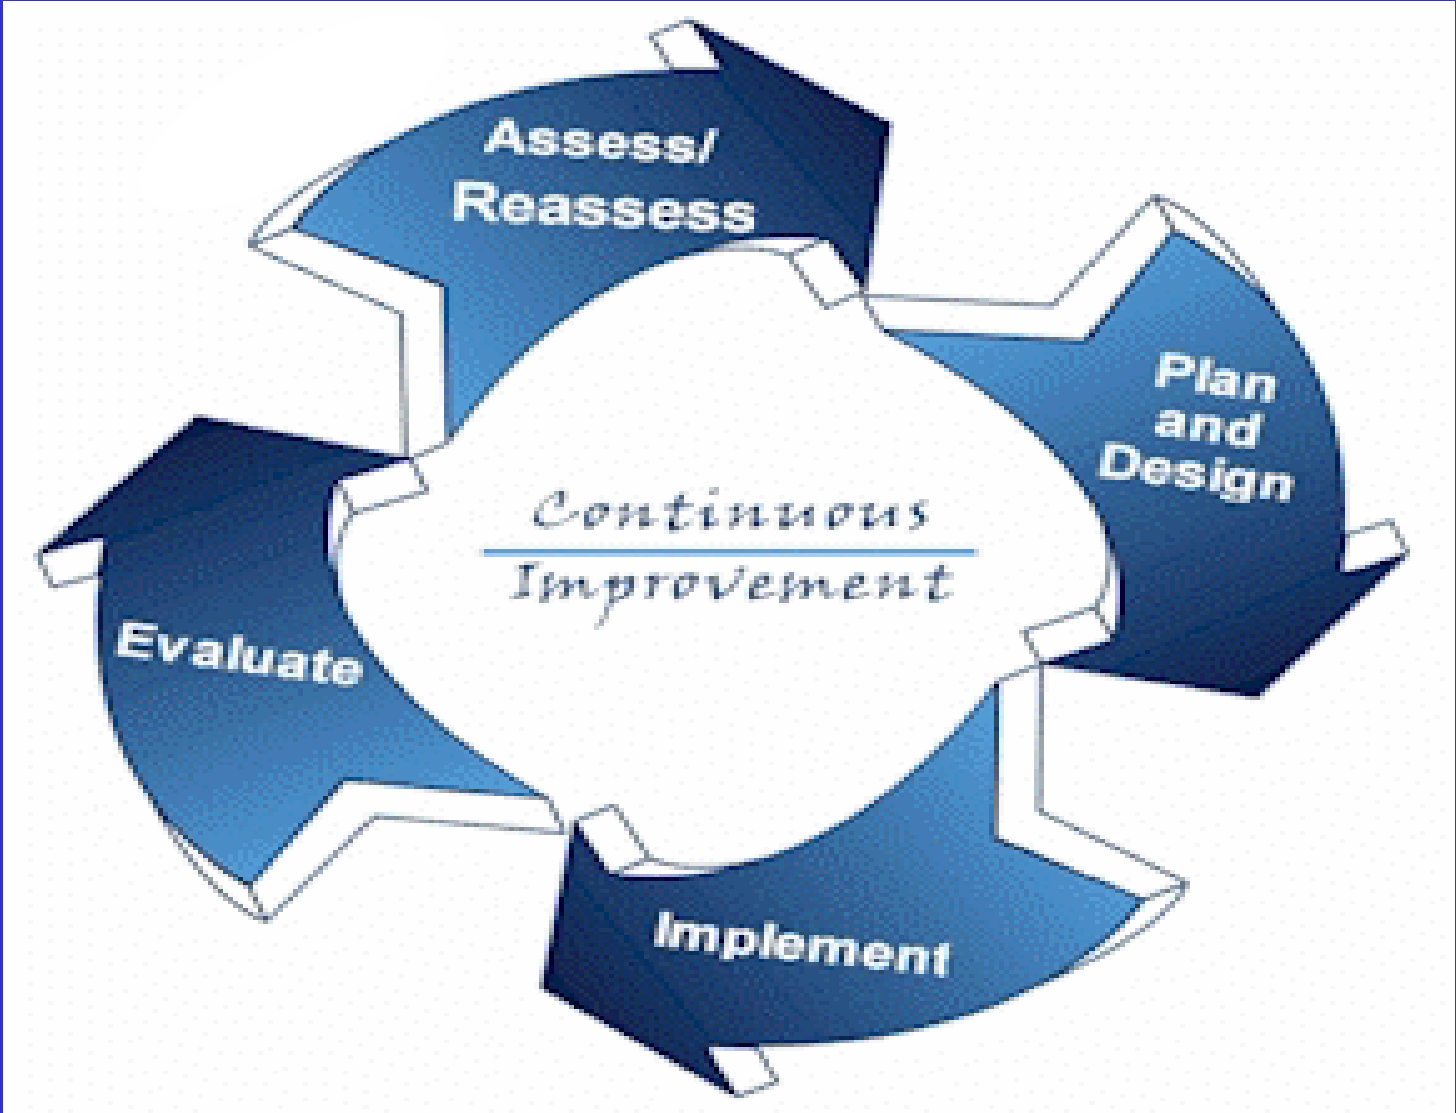 Assess/
Reassess
Plan
and
Design
Continuous
Improvement
Evaluate
Implement